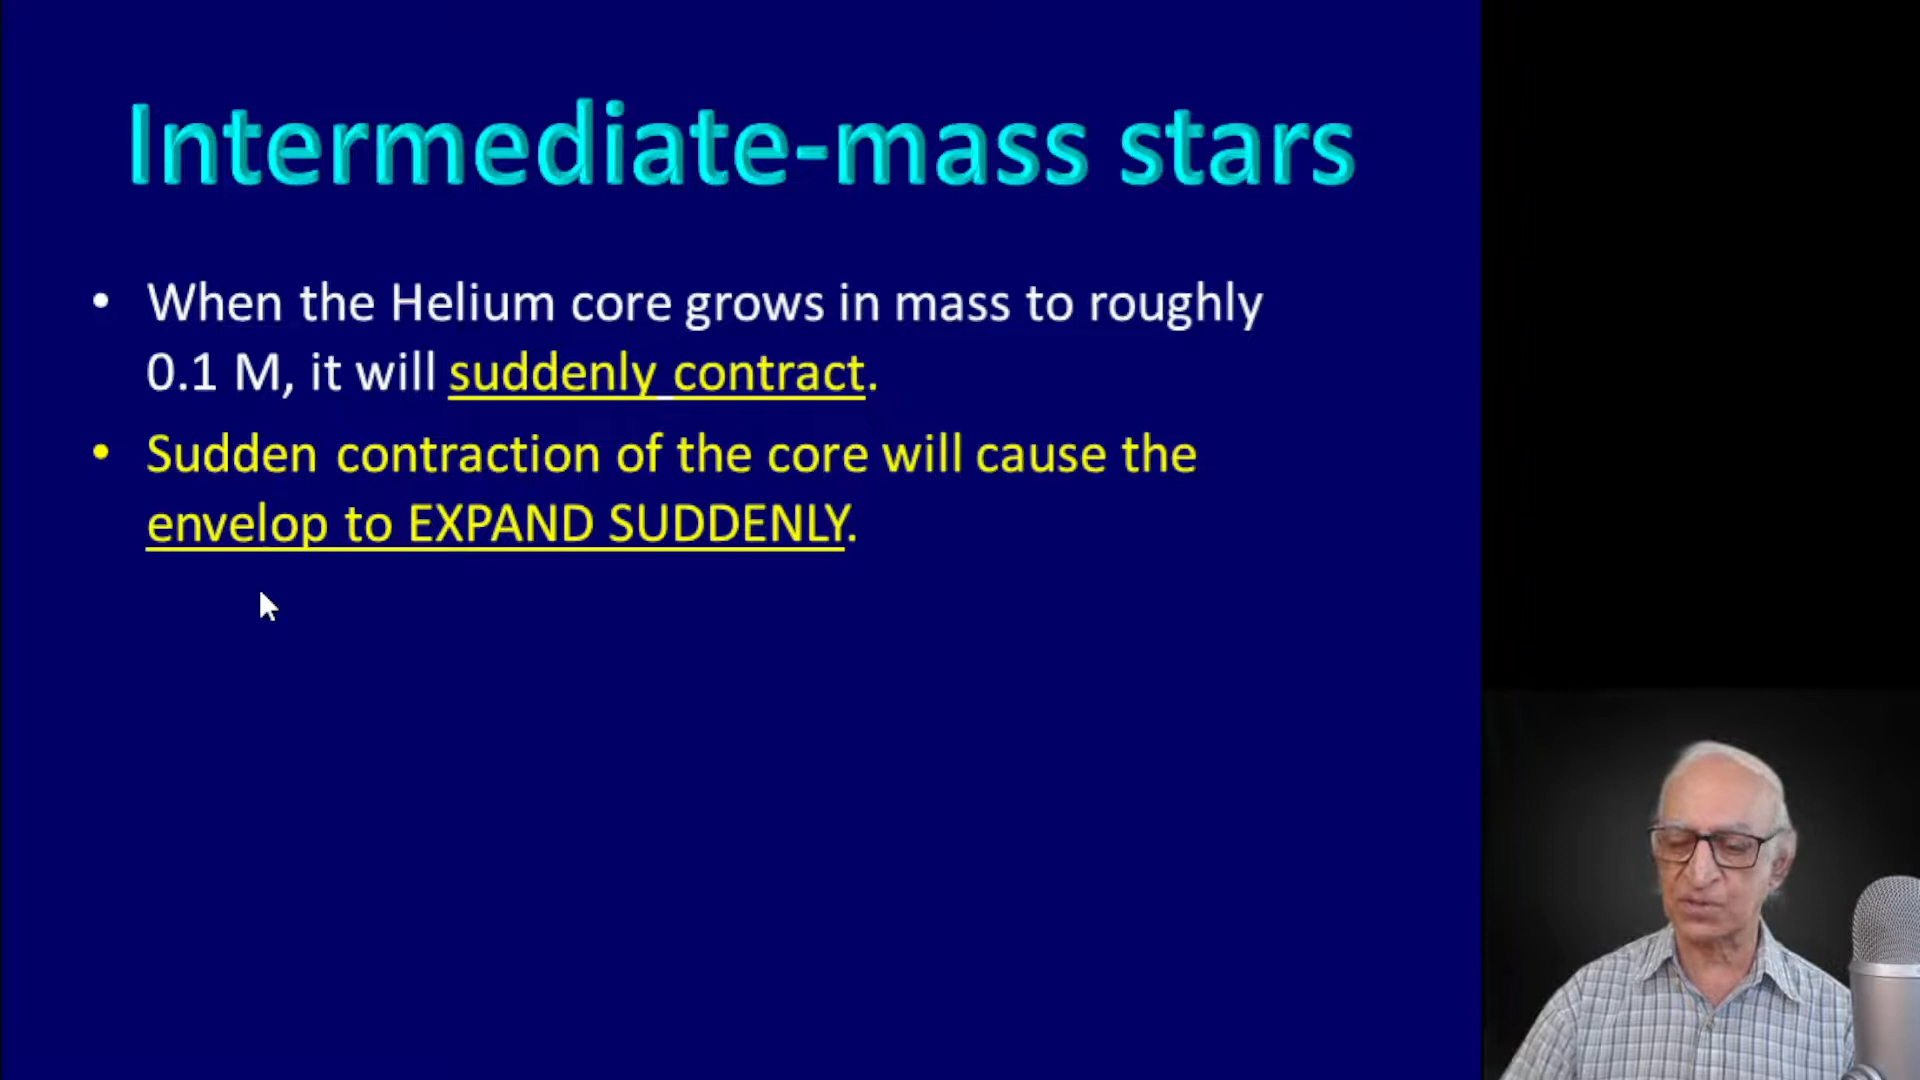 Intermediate-mass stars
• When the Helium core grows in mass to roughly
0.1 M, it will suddenly contract.
• Sudden contraction of the core will cause the
envelop to EXPAND SUDDENLY.